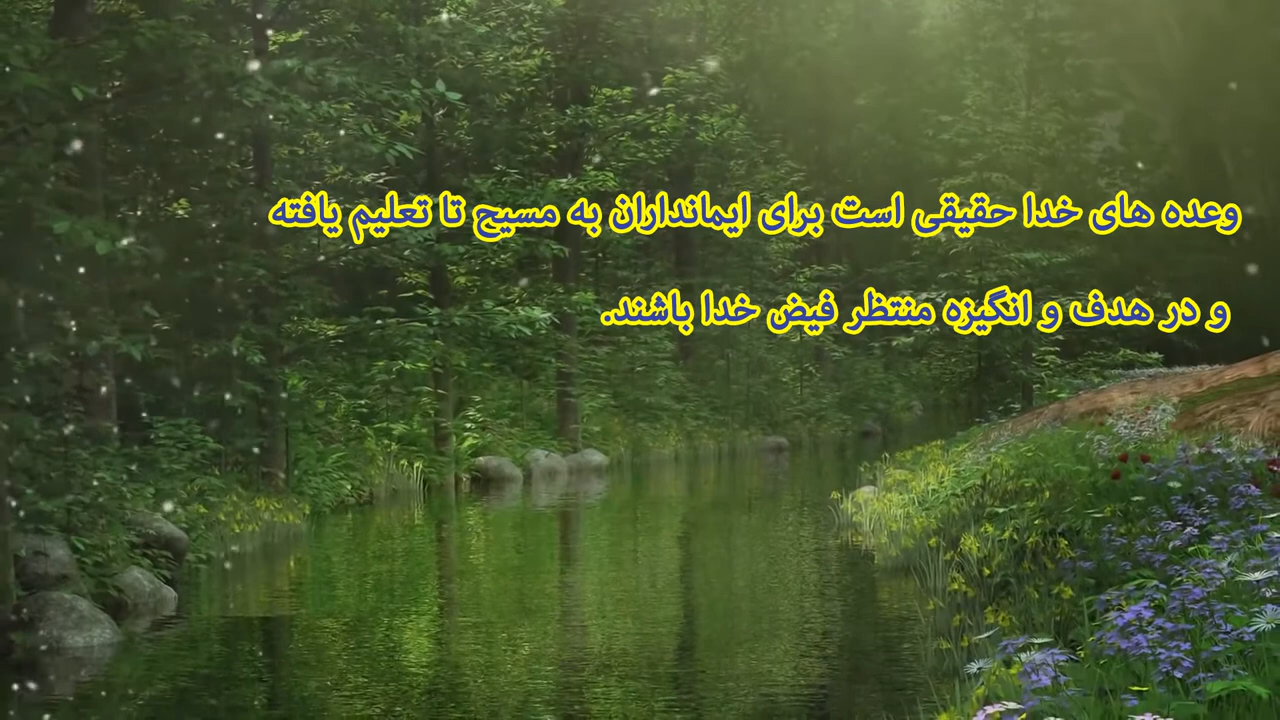 وعده های خدا حقیقی است برای ایمانداران به مسیح تا تعلیم یافته
و در هدف و انگیزه منتظر فیض خدا باشند.